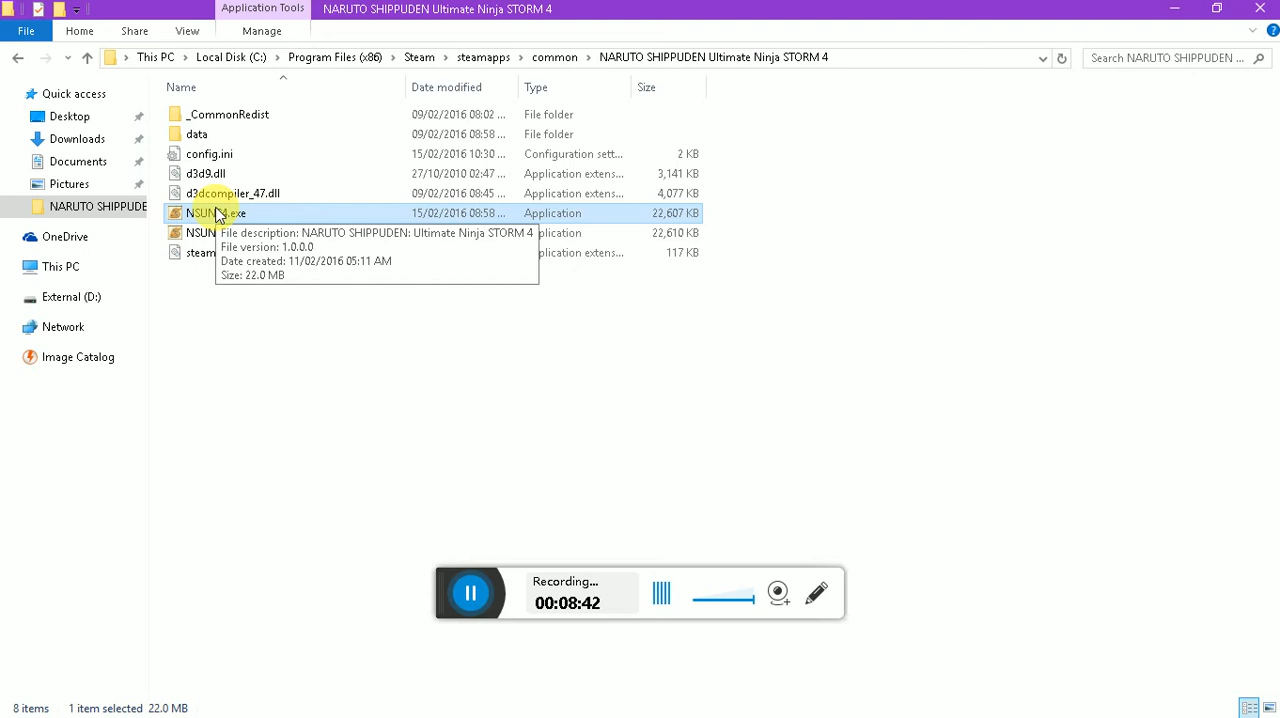 Application Tools
NARUTO SHIPPUDEN Ultimate Ninja STORM 4
File
Home
Share
View
Manage
This PC
Local Disk (C:)
Program Files (x86)
Steam
steamapps
common
NARUTO SHIPPUDEN Ultimate Ninja STORM 4
Search NARUTO SHIPPUDEN ...
Name
Date modified
Type
Size
Quick access
Desktop
Downloads
Documents
Pictures
NARUTO SHIPPUDE
OneDrive
This PC
External (D:)
Network
Image Catalog
_CommonRedist 09/02/2016 08:02 ... File folder
data 09/02/2016 08:58 ... File folder
config.ini 15/02/2016 10:30 ... Configuration sett... 2 KB
d3d9.dll 27/10/2010 02:47 ... Application extens... 3,141 KB
d3dcompiler_47.dll 09/02/2016 08:45 ... Application extens... 4,077 KB
15/02/2016 08:58 ... Application 22,607 KB
22,610 KB
117 KB
File description: NARUTO SHIPPUDEN: Ultimate Ninja STORM 4
File version: 1.0.0.0
Date created: 11/02/2016 05:11 AM
Size: 22.0 MB
Recording...
00:08:42
8 items
1 item selected 22.0 MB